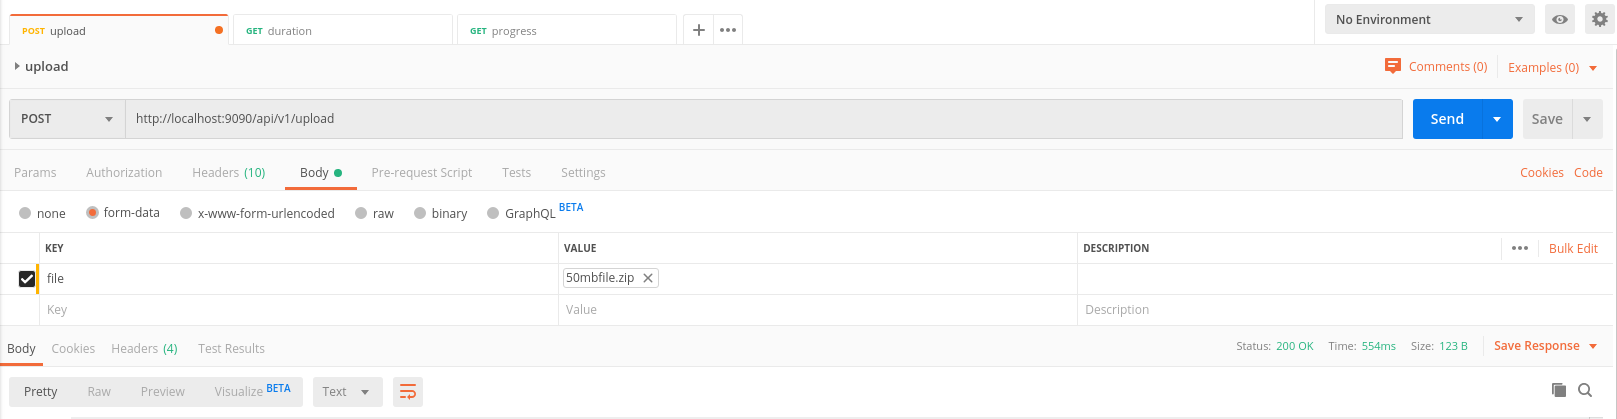 POST upload GET duration GET progress No Environment
upload Comments (0) Examples (0)
POST http://localhost:9090/api/v1/upload Send Save
Params Authorization Headers (10) Body Pre-request Script Tests Settings Cookies Code
none form-data x-www-form-urlencoded raw binary GraphQL BETA
KEY VALUE DESCRIPTION Bulk Edit
file 50mbfile.zip
Key Value Description
Body Cookies Headers (4) Test Results Status: 200 OK Time: 554ms Size: 123 B Save Response
Pretty Raw Preview Visualize BETA Text